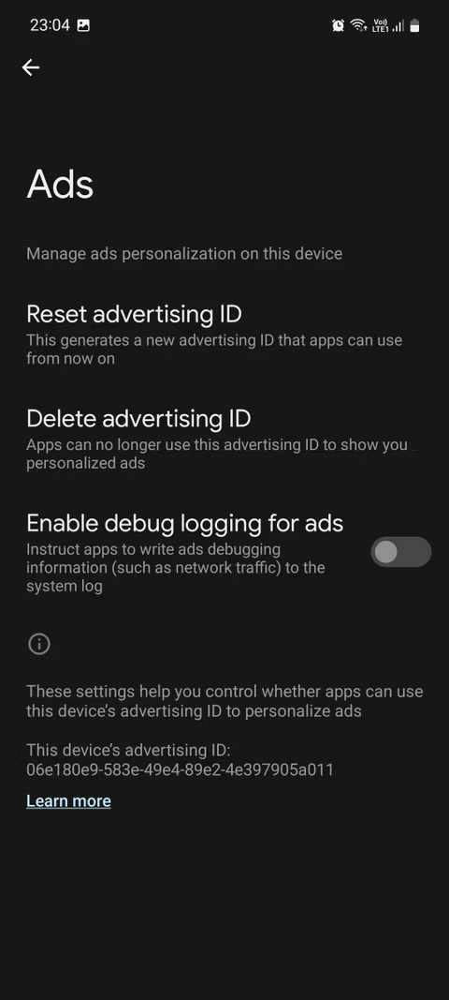 23:04
Vo) LTE1
Ads
Manage ads personalization on this device
Reset advertising ID
This generates a new advertising ID that apps can use
from now on
Delete advertising ID
Apps can no longer use this advertising ID to show you
personalized ads
Enable debug logging for ads
Instruct apps to write ads debugging
information (such as network traffic) to the
system log
These settings help you control whether apps can use
this device’s advertising ID to personalize ads
This device’s advertising ID:
06e180e9-583e-49e4-89e2-4e397905a011
Learn more